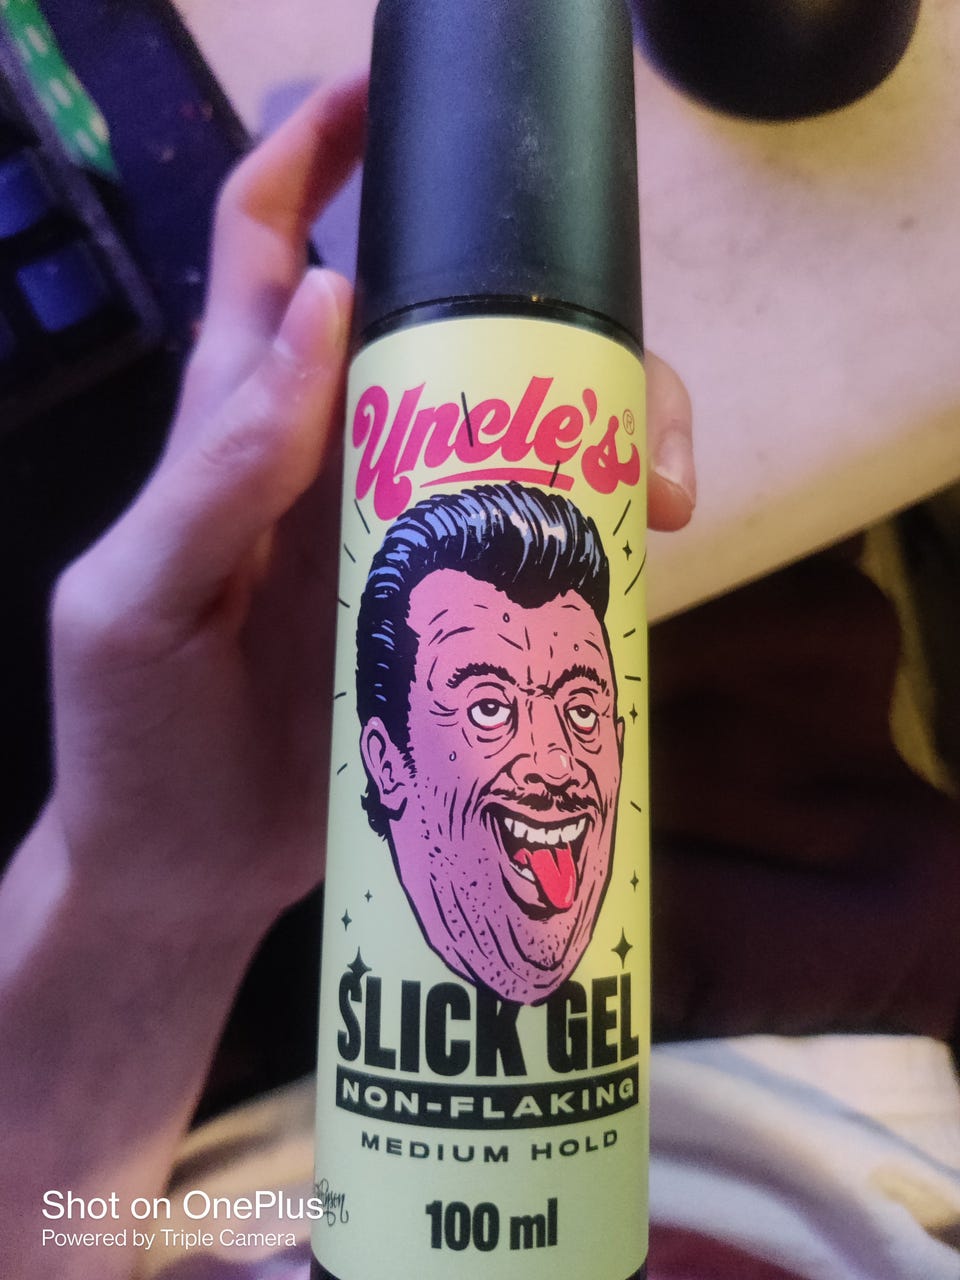 Uncle's®
SLICK GEL
NON-FLAKING
MEDIUM HOLD
100 ml
Shot on OnePlus
Powered by Triple Camera